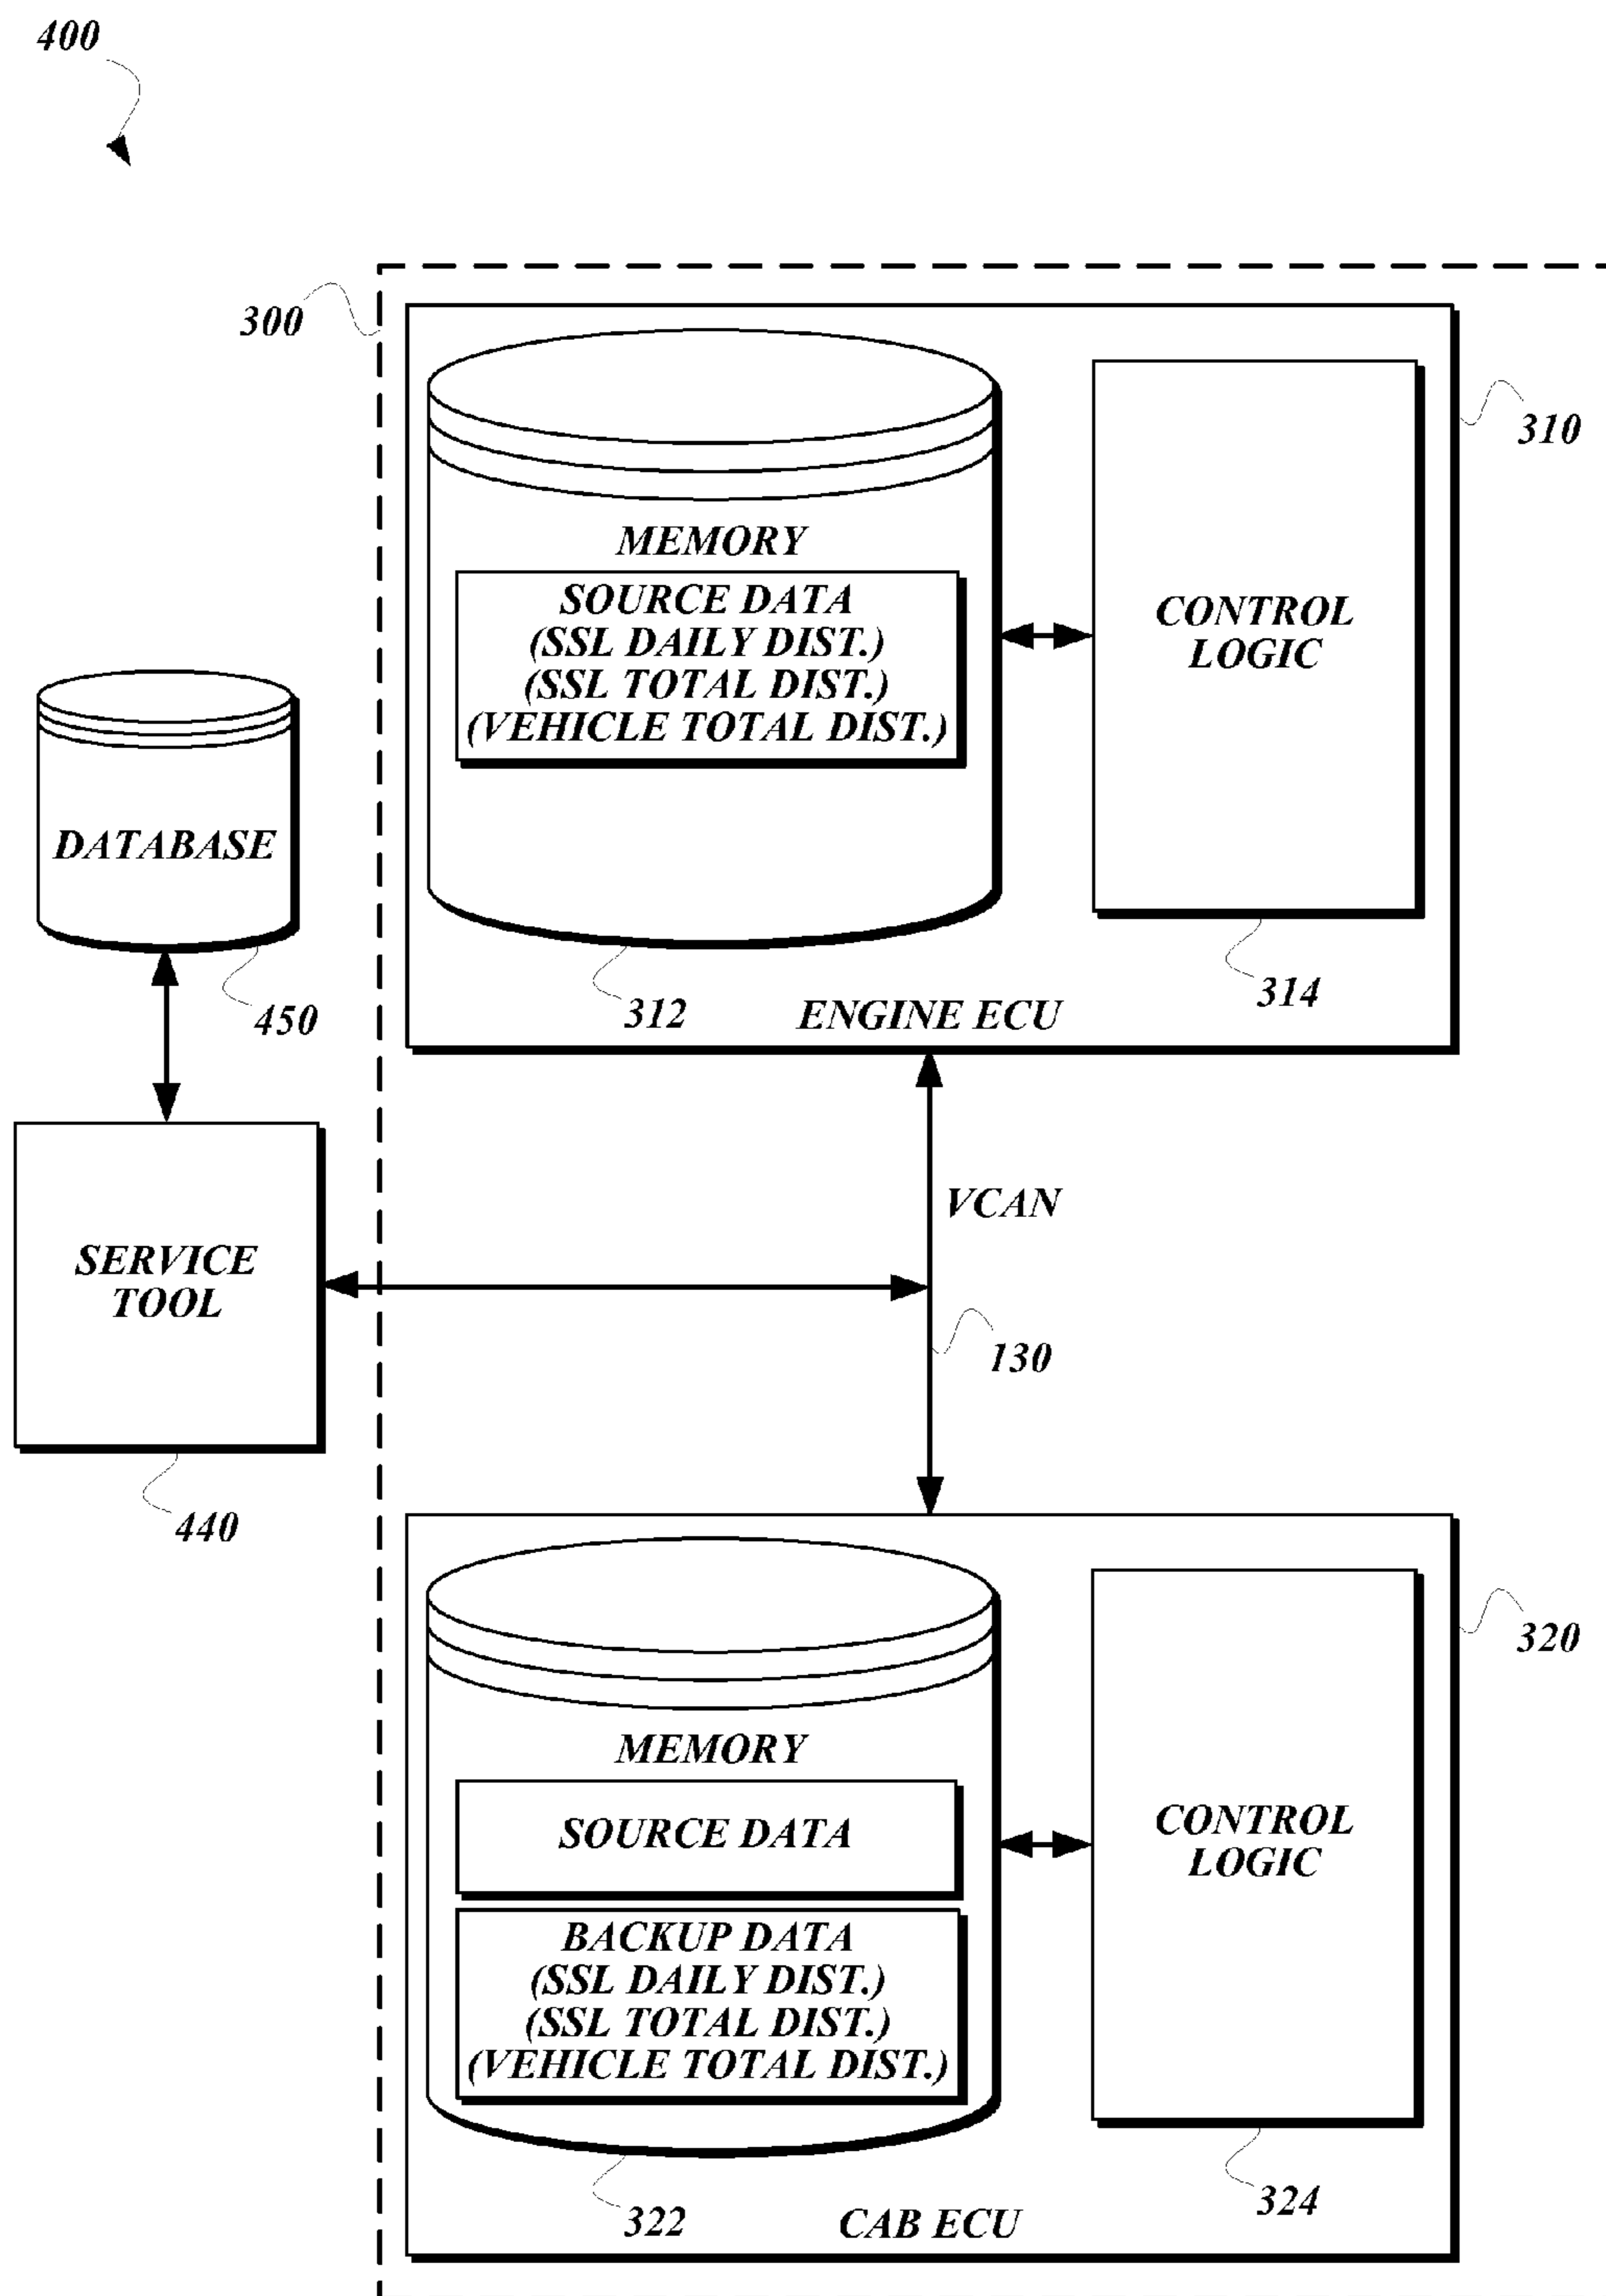 400
300
310
MEMORY
SOURCE DATA
(SSL DAILY DIST.)
(SSL TOTAL DIST.)
(VEHICLE TOTAL DIST.)
CONTROL
LOGIC
312
314
ENGINE ECU
DATABASE
450
SERVICE
TOOL
440
VCAN
130
320
MEMORY
SOURCE DATA
BACKUP DATA
(SSL DAILY DIST.)
(SSL TOTAL DIST.)
(VEHICLE TOTAL DIST.)
CONTROL
LOGIC
322
324
CAB ECU